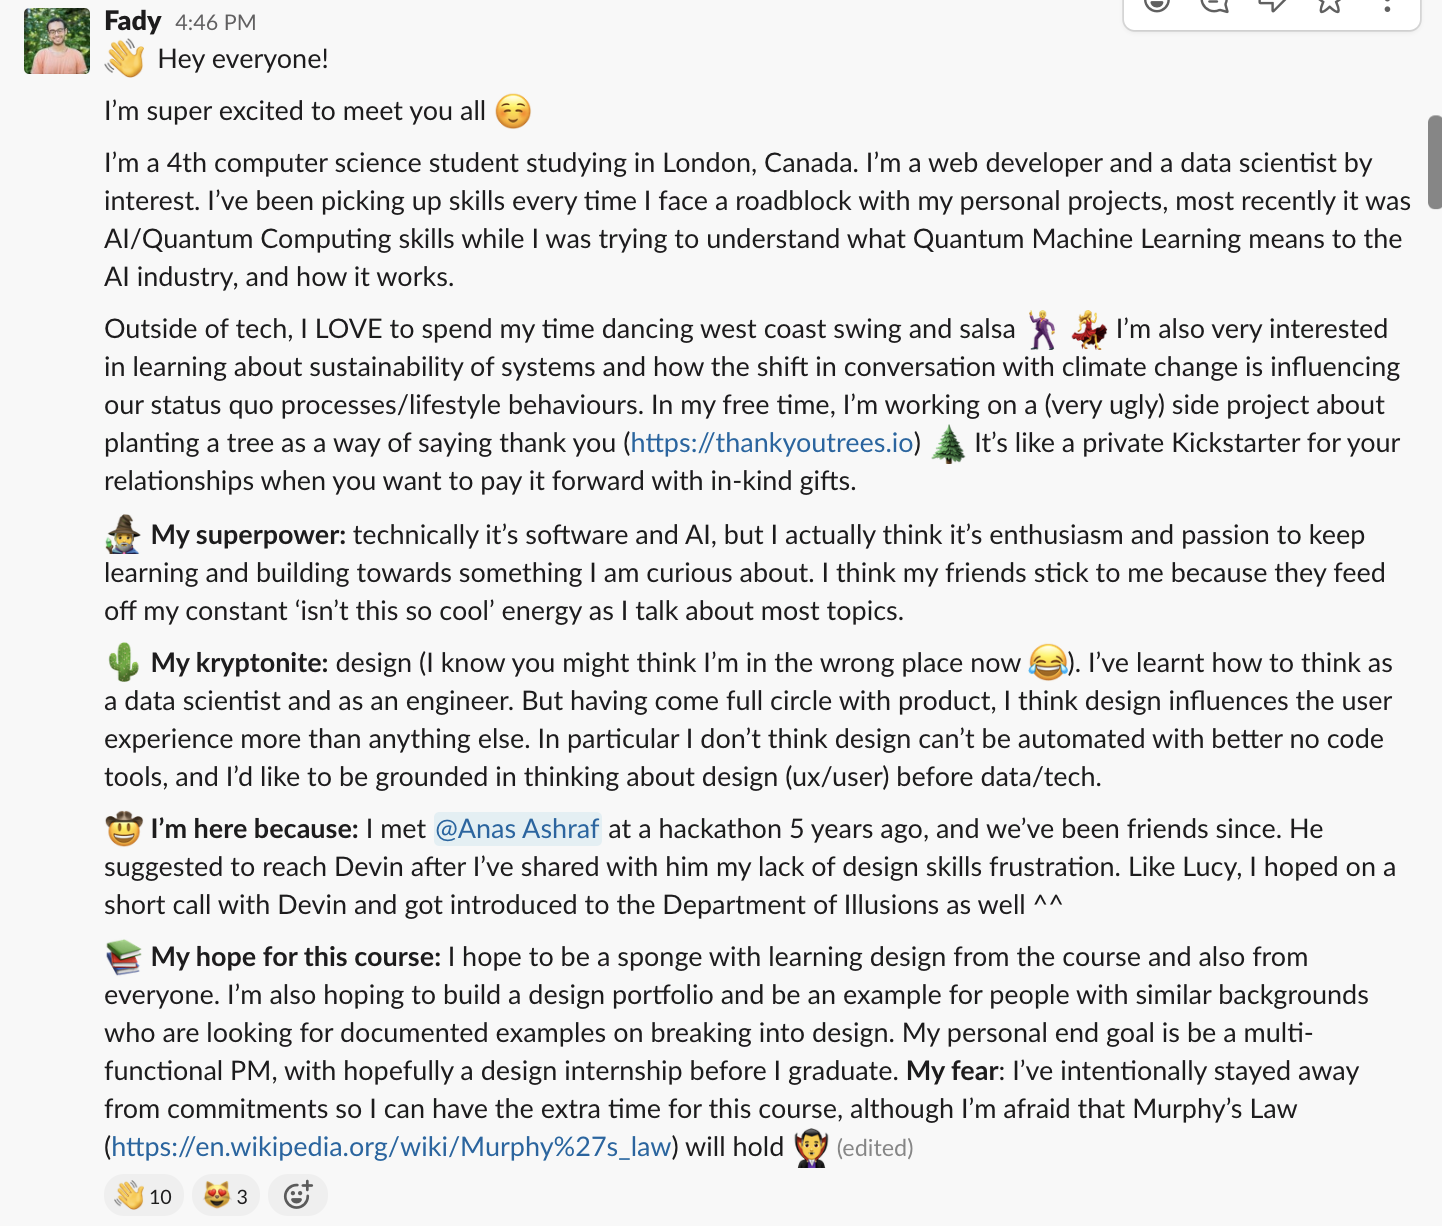 Fady 4:46 PM
👋 Hey everyone!
I’m super excited to meet you all ☺️
I’m a 4th computer science student studying in London, Canada. I’m a web developer and a data scientist by
interest. I’ve been picking up skills every time I face a roadblock with my personal projects, most recently it was
AI/Quantum Computing skills while I was trying to understand what Quantum Machine Learning means to the
AI industry, and how it works.
Outside of tech, I LOVE to spend my time dancing west coast swing and salsa 🕺 💃 I’m also very interested
in learning about sustainability of systems and how the shift in conversation with climate change is influencing
our status quo processes/lifestyle behaviours. In my free time, I’m working on a (very ugly) side project about
planting a tree as a way of saying thank you (https://thankyoutrees.io) 🌲 It’s like a private Kickstarter for your
relationships when you want to pay it forward with in-kind gifts.
🧙‍♂️ My superpower: technically it’s software and AI, but I actually think it’s enthusiasm and passion to keep
learning and building towards something I am curious about. I think my friends stick to me because they feed
off my constant ‘isn’t this so cool’ energy as I talk about most topics.
🌵 My kryptonite: design (I know you might think I’m in the wrong place now 😂). I’ve learnt how to think as
a data scientist and as an engineer. But having come full circle with product, I think design influences the user
experience more than anything else. In particular I don’t think design can’t be automated with better no code
tools, and I’d like to be grounded in thinking about design (ux/user) before data/tech.
🤠 I’m here because: I met @Anas Ashraf at a hackathon 5 years ago, and we’ve been friends since. He
suggested to reach Devin after I’ve shared with him my lack of design skills frustration. Like Lucy, I hoped on a
short call with Devin and got introduced to the Department of Illusions as well ^^
📚 My hope for this course: I hope to be a sponge with learning design from the course and also from
everyone. I’m also hoping to build a design portfolio and be an example for people with similar backgrounds
who are looking for documented examples on breaking into design. My personal end goal is be a multi-
functional PM, with hopefully a design internship before I graduate. My fear: I’ve intentionally stayed away
from commitments so I can have the extra time for this course, although I’m afraid that Murphy’s Law
(https://en.wikipedia.org/wiki/Murphy%27s_law) will hold 🧛‍♂️ (edited)
👋 10 😻 3